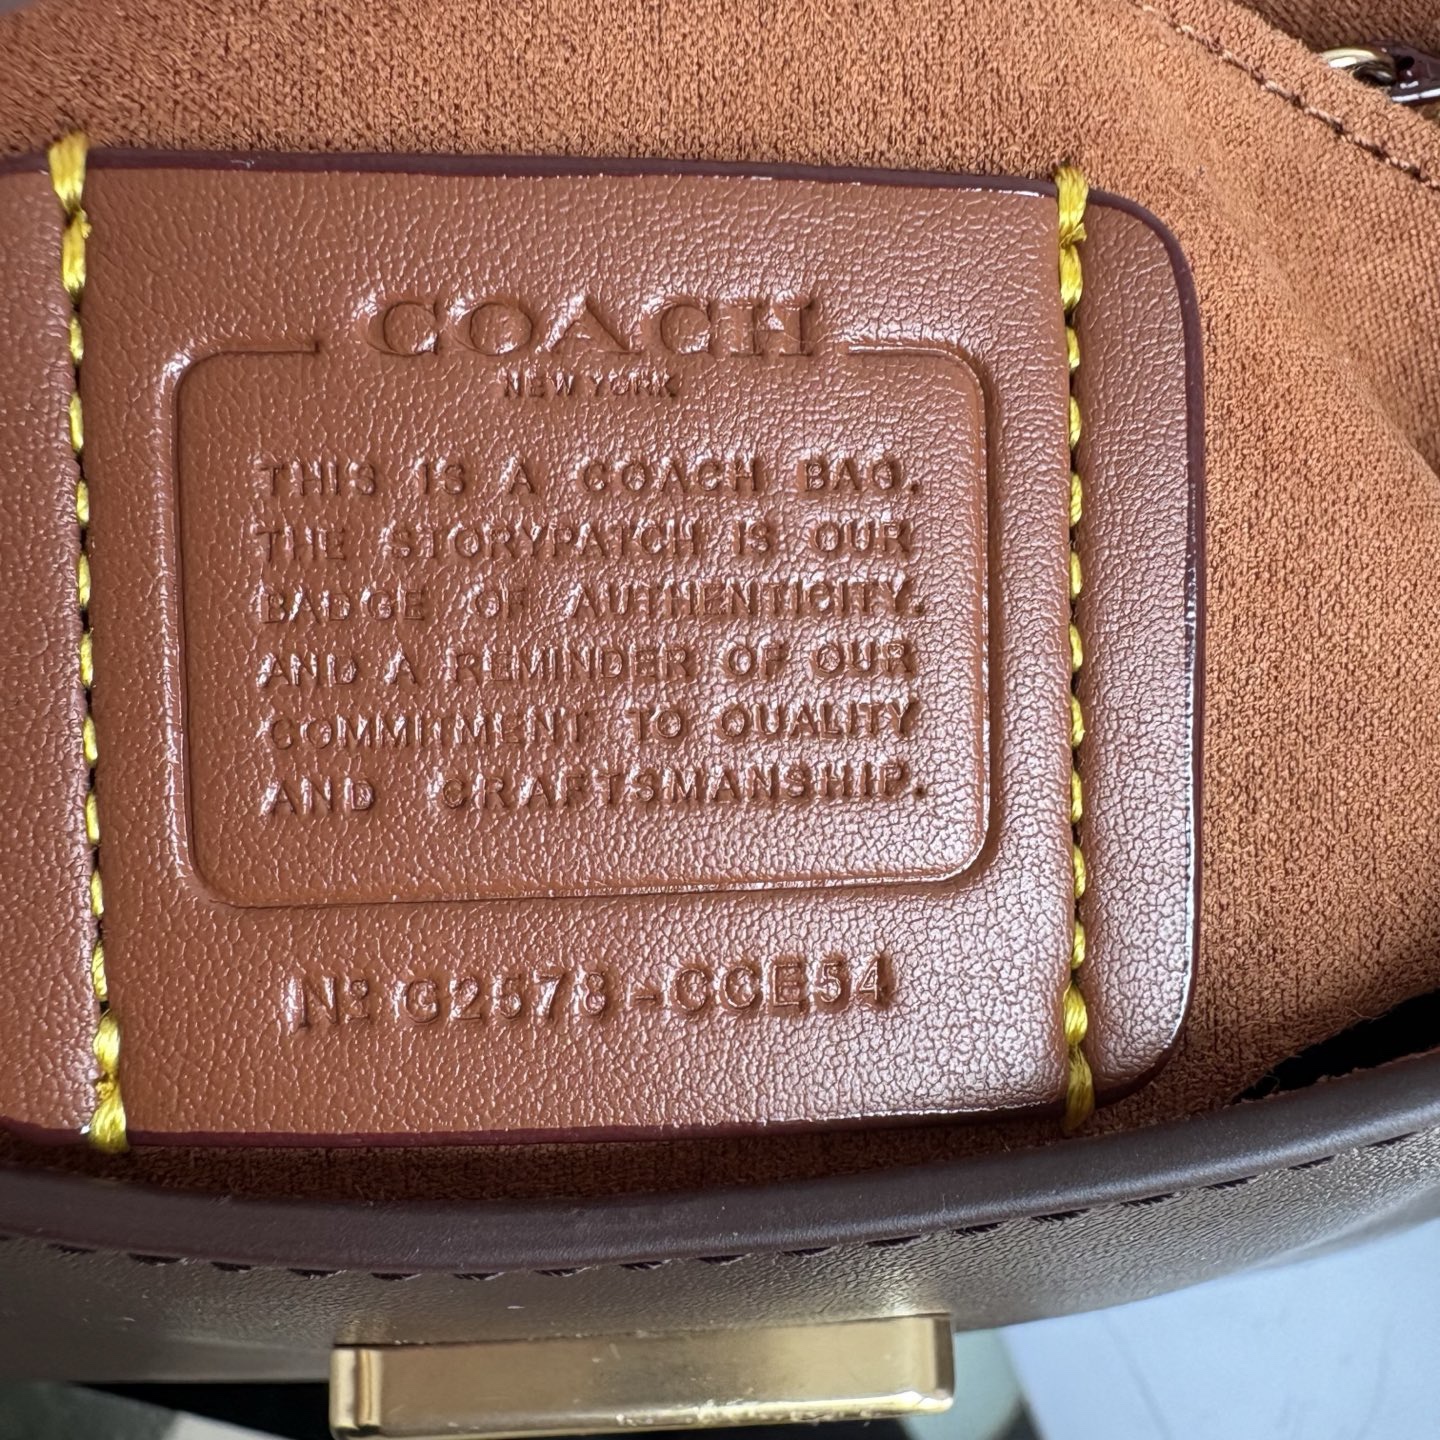 COACH
NEW YORK
THIS IS A COACH BAG.
THE STORYPATCH IS OUR
BADGE OF AUTHENTICITY.
AND A REMINDER OF OUR
COMMITMENT TO QUALITY
AND CRAFTSMANSHIP.
Nº G2578-CCE54